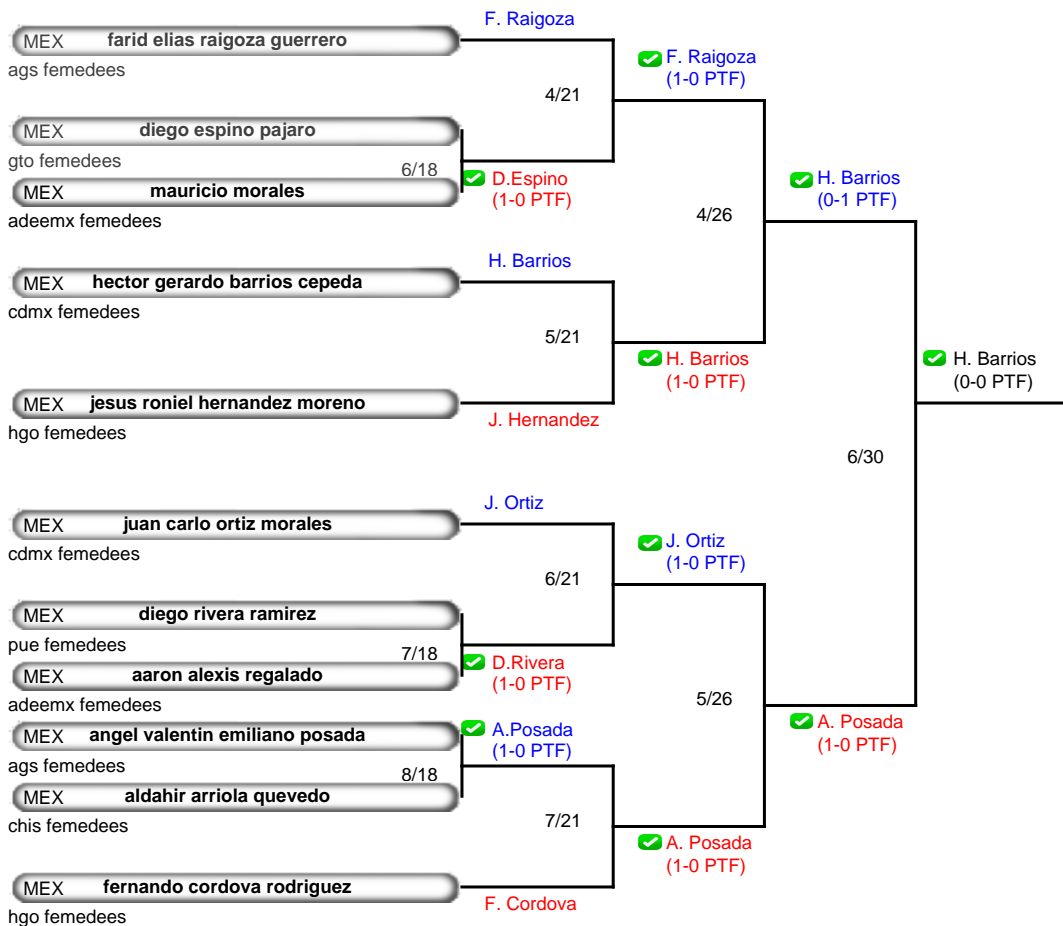 F. Raigoza
MEX farid elias raigoza guerrero
ags femedees
F. Raigoza
(1-0 PTF)
4/21
MEX diego espino pajaro
gto femedees
6/18
D.Espino
(1-0 PTF)
MEX mauricio morales
adeemx femedees
H. Barrios
(0-1 PTF)
4/26
H. Barrios
MEX hector gerardo barrios cepeda
cdmx femedees
5/21
H. Barrios
(1-0 PTF)
H. Barrios
(0-0 PTF)
MEX jesus roniel hernandez moreno
J. Hernandez
hgo femedees
6/30
J. Ortiz
MEX juan carlo ortiz morales
cdmx femedees
J. Ortiz
(1-0 PTF)
6/21
MEX diego rivera ramirez
pue femedees
7/18
D.Rivera
(1-0 PTF)
MEX aaron alexis regalado
adeemx femedees
5/26
A. Posada
(1-0 PTF)
MEX angel valentin emiliano posada
A.Posada
(1-0 PTF)
ags femedees
8/18
MEX aldahir arriola quevedo
chis femedees
7/21
A. Posada
(1-0 PTF)
MEX fernando cordova rodriguez
F. Cordova
hgo femedees